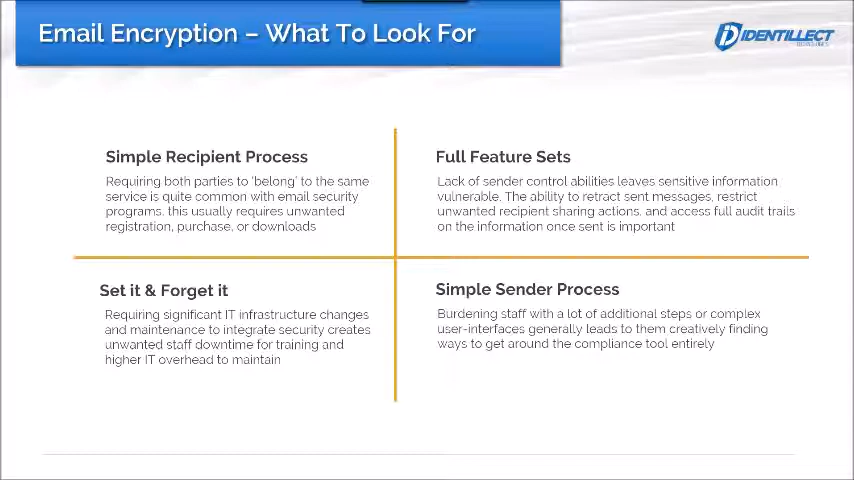 Email Encryption – What To Look For
IDENTILLECT
Simple Recipient Process
Requiring both parties to 'belong' to the same
service is quite common with email security
programs, this usually requires unwanted
registration, purchase, or downloads
Full Feature Sets
Lack of sender control abilities leaves sensitive information
vulnerable. The ability to retract sent messages, restrict
unwanted recipient sharing actions, and access full audit trails
on the information once sent is important
Set it & Forget it
Requiring significant IT infrastructure changes
and maintenance to integrate security creates
unwanted staff downtime for training and
higher IT overhead to maintain
Simple Sender Process
Burdening staff with a lot of additional steps or complex
user-interfaces generally leads to them creatively finding
ways to get around the compliance tool entirely